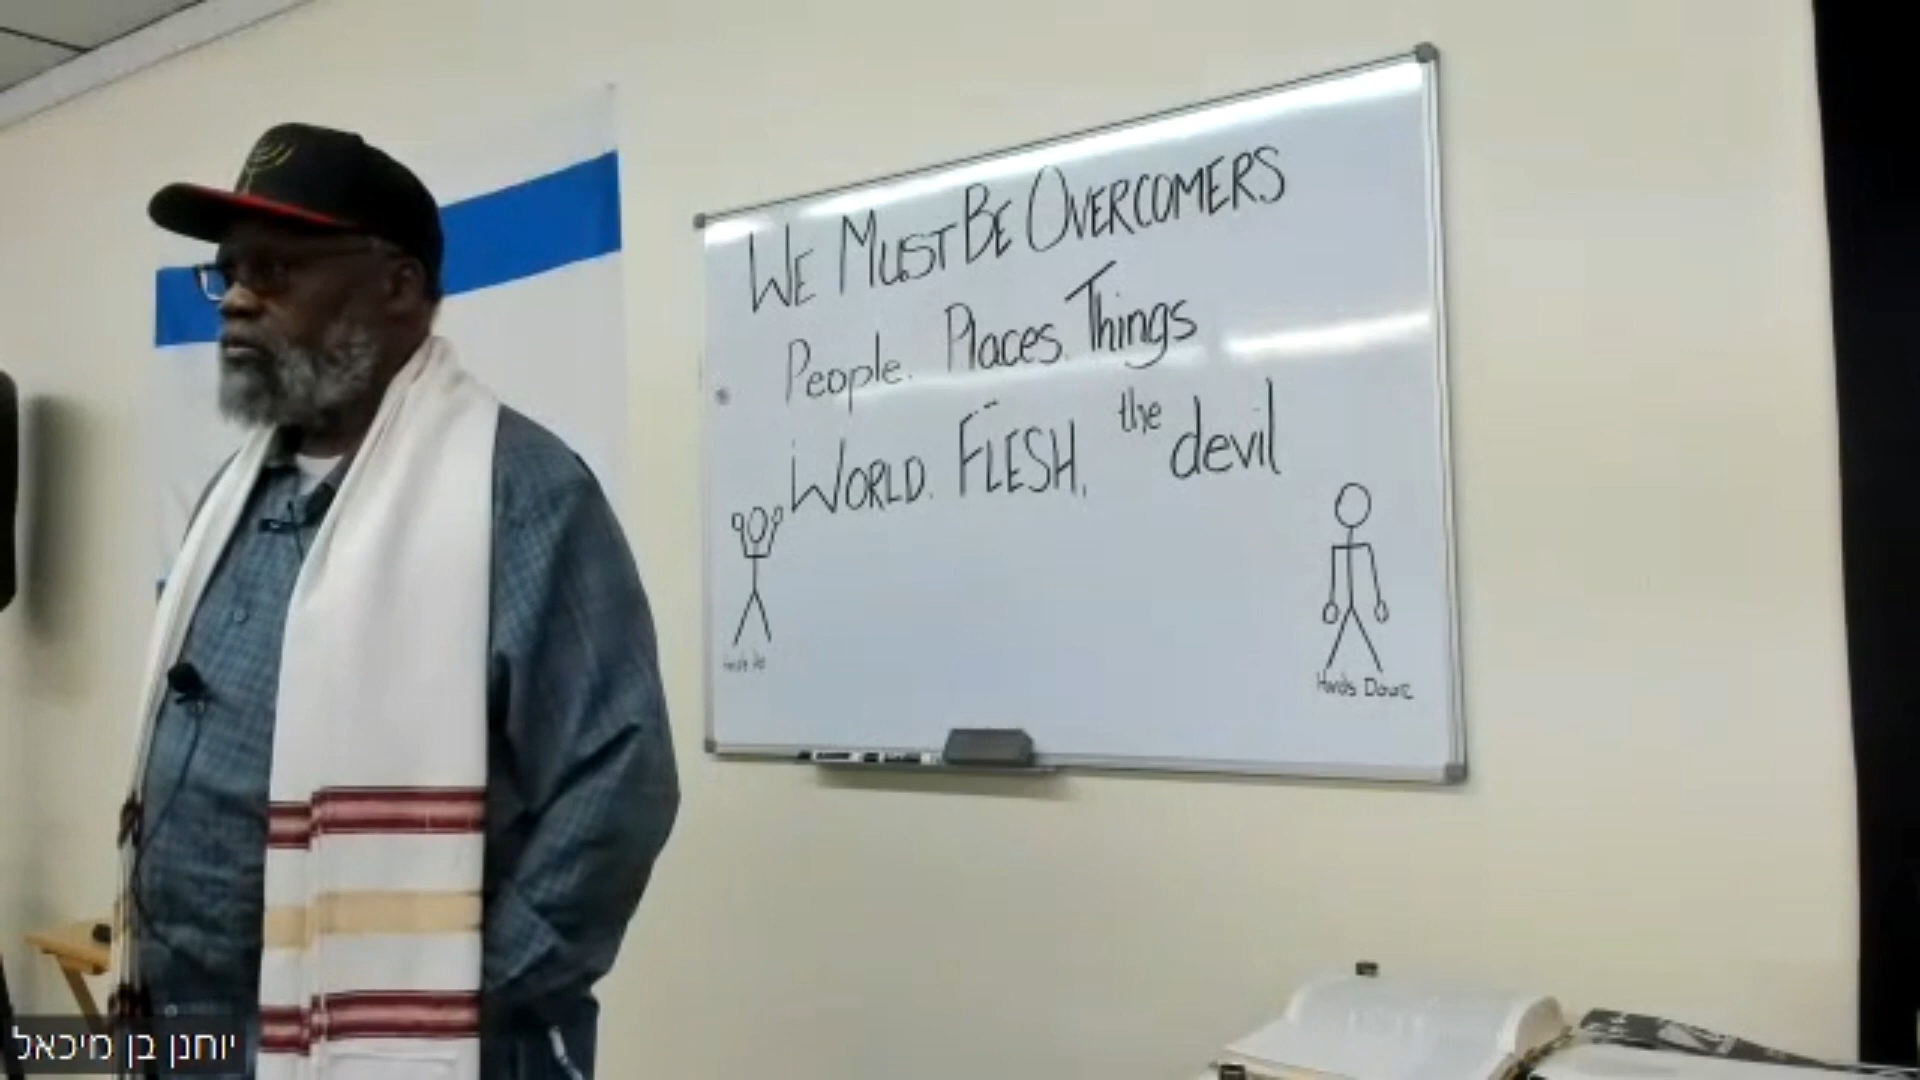 WE MUST BE OVERCOMERS
People. Places. Things
WORLD. FLESH. the devil
Hands Down
יוחנן בן מיכאל